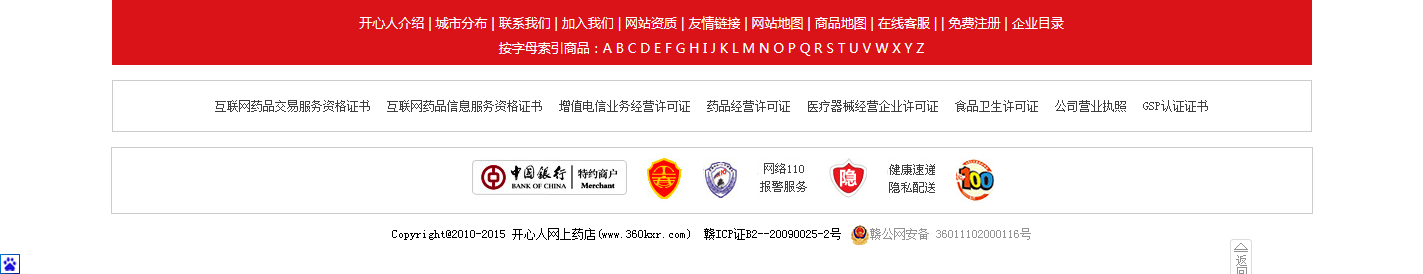 开心人介绍 | 城市分布 | 联系我们 | 加入我们 | 网站资质 | 友情链接 | 网站地图 | 商品地图 | 在线客服 | | 免费注册 | 企业目录
按字母索引商品 : A B C D E F G H I J K L M N O P Q R S T U V W X Y Z
互联网药品交易服务资格证书 互联网药品信息服务资格证书 增值电信业务经营许可证 药品经营许可证 医疗器械经营企业许可证 食品卫生许可证 公司营业执照 GSP认证证书
中国银行 特约商户
BANK OF CHINA Merchant
网络110
报警服务
隐
健康速递
隐私配送
100
Copyright@2010-2015 开心人网上药店(www.360kxr.com) 赣ICP证B2--20090025-2号 赣公网安备 36011102000116号
返
回